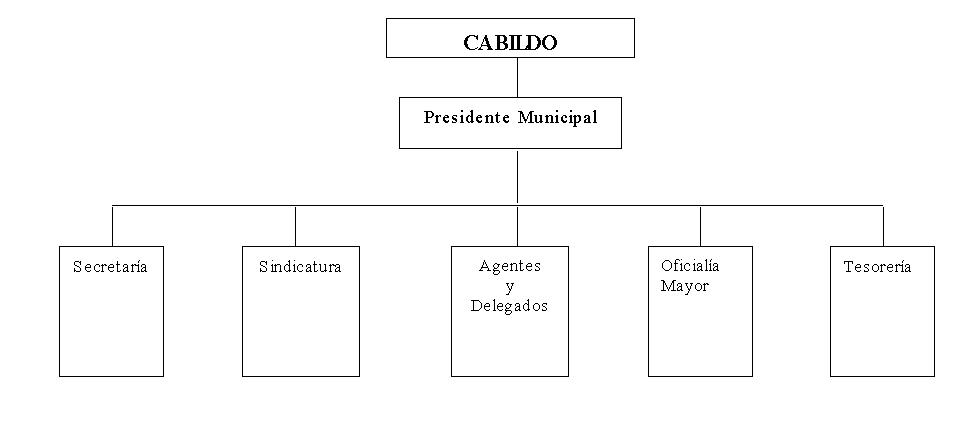 CABILDO
Presidente Municipal
Secretaría
Sindicatura
Agentes
y
Delegados
Oficialía
Mayor
Tesorería